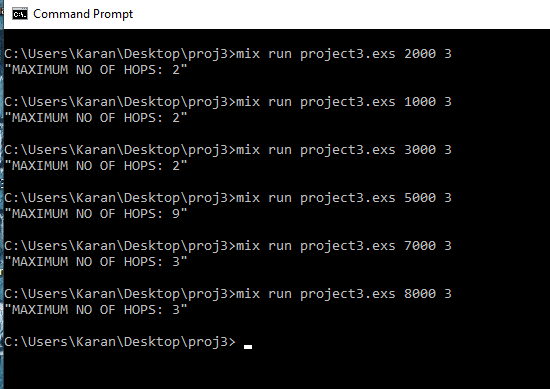 Command Prompt
C:\Users\Karan\Desktop\proj3>mix run project3.exs 2000 3
"MAXIMUM NO OF HOPS: 2"
C:\Users\Karan\Desktop\proj3>mix run project3.exs 1000 3
"MAXIMUM NO OF HOPS: 2"
C:\Users\Karan\Desktop\proj3>mix run project3.exs 3000 3
"MAXIMUM NO OF HOPS: 2"
C:\Users\Karan\Desktop\proj3>mix run project3.exs 5000 3
"MAXIMUM NO OF HOPS: 9"
C:\Users\Karan\Desktop\proj3>mix run project3.exs 7000 3
"MAXIMUM NO OF HOPS: 3"
C:\Users\Karan\Desktop\proj3>mix run project3.exs 8000 3
"MAXIMUM NO OF HOPS: 3"
C:\Users\Karan\Desktop\proj3>